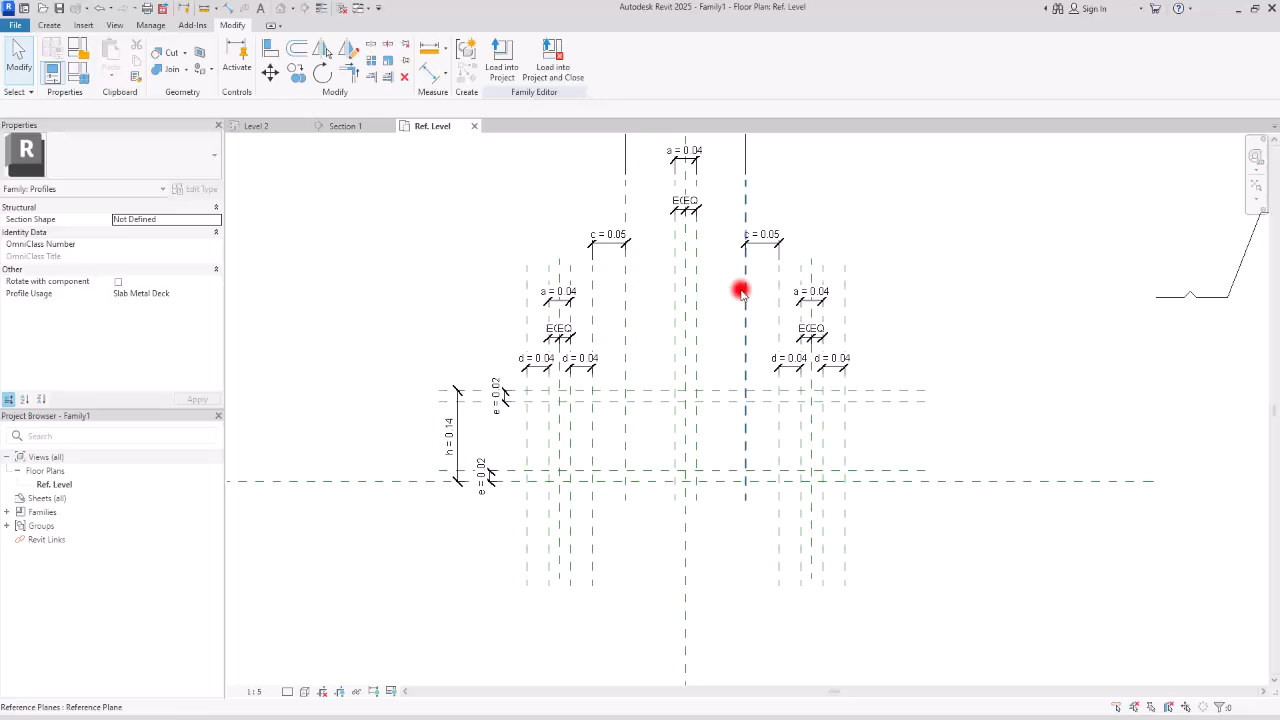 Autodesk Revit 2025 - Family1 - Floor Plan: Ref. Level
Sign In
File Create Insert View Manage Add-Ins Modify
Modify
Select
Properties
Paste
Clipboard
Cut
Join
Geometry
Activate
Controls
Modify
Measure
Create
Load into
Project
Load into
Project and Close
Family Editor
Properties
Family: Profiles
Edit Type
Structural
Section Shape Not Defined
Identity Data
OmniClass Number
OmniClass Title
Other
Rotate with component
Profile Usage Slab Metal Deck
Apply
Project Browser - Family1
Search
Views (all)
Floor Plans
Ref. Level
Sheets (all)
Families
Groups
Revit Links
Level 2
Section 1
Ref. Level
a = 0.04
c = 0.05
c = 0.05
a = 0.04
a = 0.04
d = 0.04
d = 0.04
d = 0.04
d = 0.04
e = 0.02
h = 0.14
e = 0.02
1 : 5
Reference Planes : Reference Plane
:0